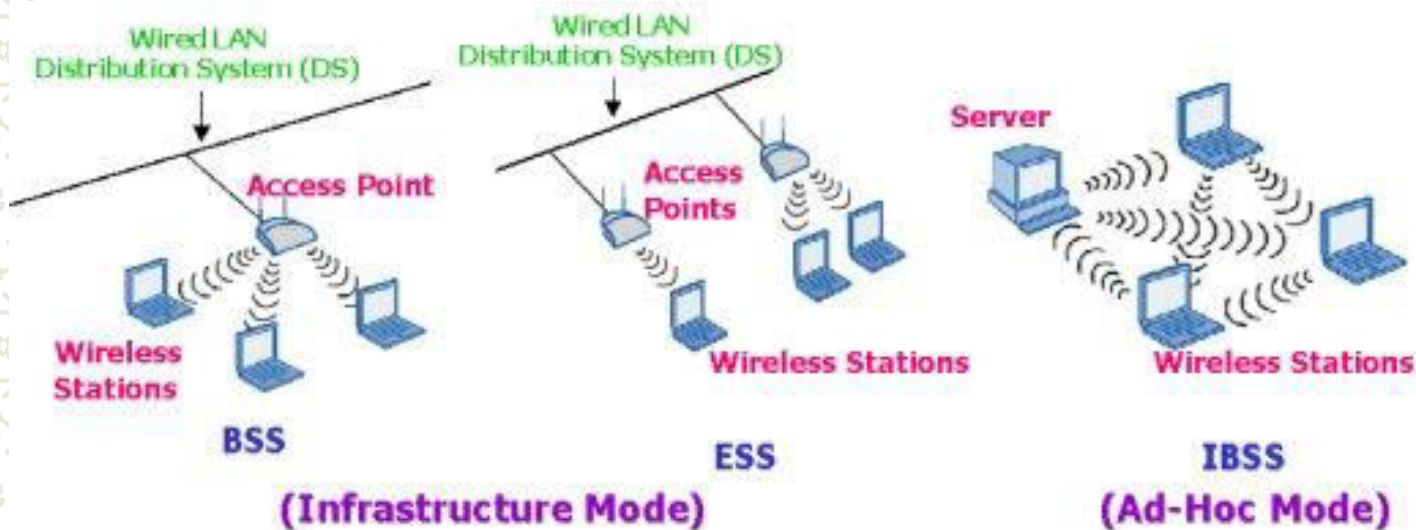 Wired LAN
Distribution System (DS)
Access Point
Wireless
Stations
BSS
Wired LAN
Distribution System (DS)
Access
Points
Wireless Stations
ESS
(Infrastructure Mode)
Server
Wireless Stations
IBSS
(Ad-Hoc Mode)